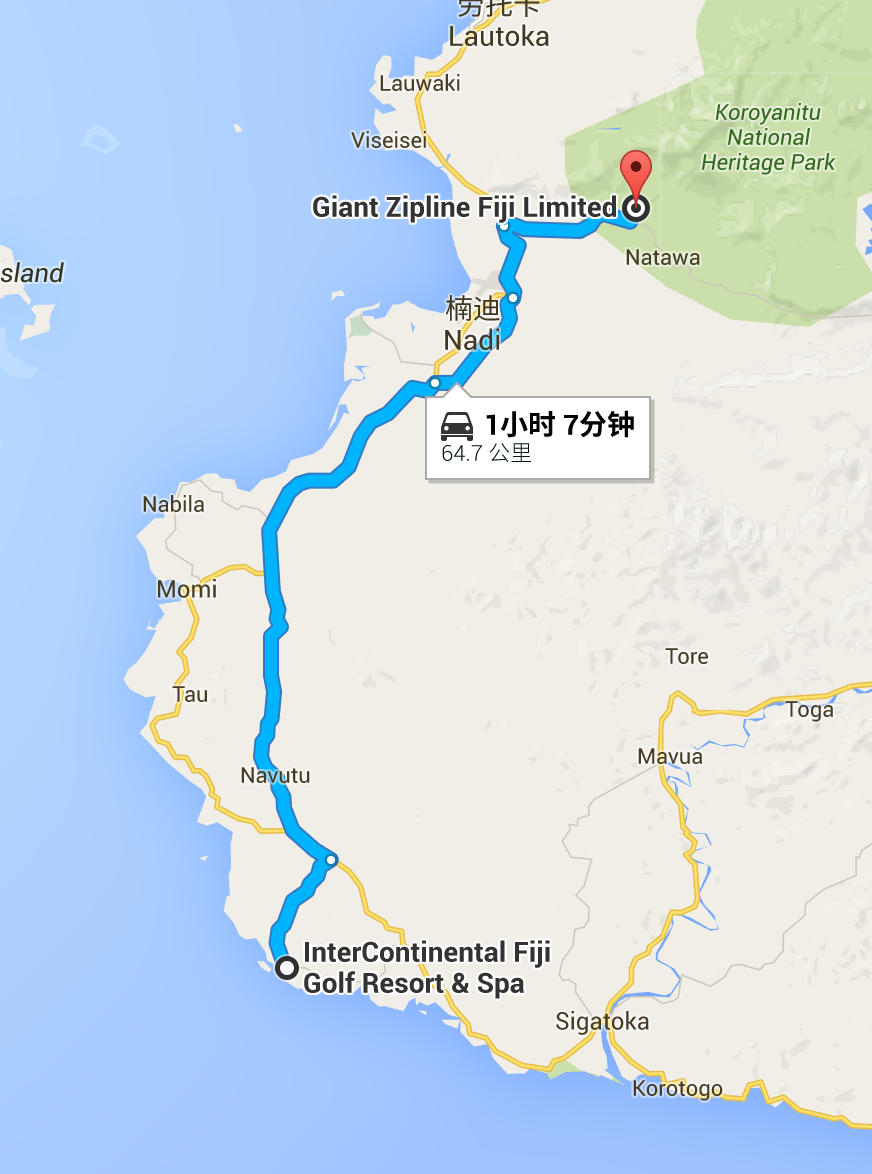 劳托卡
Lautoka
Lauwaki
Koroyanitu
National
Heritage Park
Viseisei
Giant Zipline Fiji Limited
Natawa
sland
楠迪
Nadi
1小时 7分钟
64.7 公里
Nabila
Momi
Tore
Tau
Toga
Mavua
Navutu
InterContinental Fiji
Golf Resort & Spa
Sigatoka
Korotogo